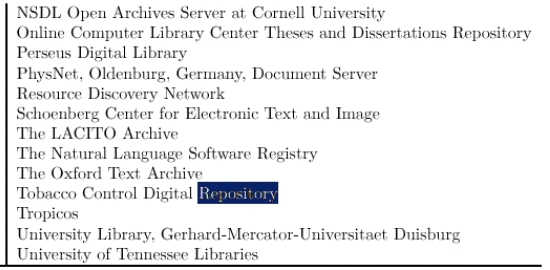 NSDL Open Archives Server at Cornell University
Online Computer Library Center Theses and Dissertations Repository
Perseus Digital Library
PhysNet, Oldenburg, Germany, Document Server
Resource Discovery Network
Schoenberg Center for Electronic Text and Image
The LACITO Archive
The Natural Language Software Registry
The Oxford Text Archive
Tobacco Control Digital Repository
Tropicos
University Library, Gerhard-Mercator-Universitaet Duisburg
University of Tennessee Libraries